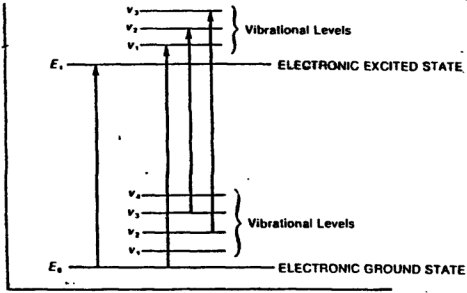 v₃
v₂ Vibrational Levels
v₁
E₁ ELECTRONIC EXCITED STATE
v₄
v₃
v₂ Vibrational Levels
v₁
E₀ ELECTRONIC GROUND STATE